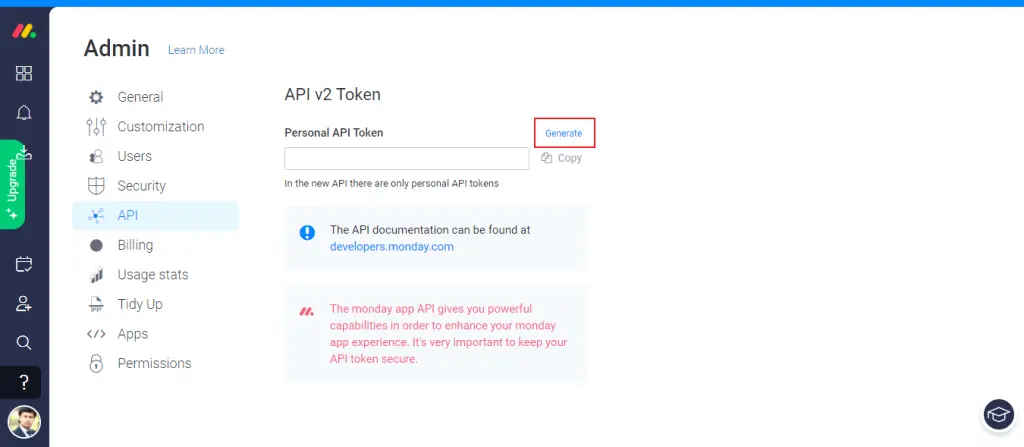 Admin
Learn More
General
Customization
Users
Security
API
Billing
Usage stats
Tidy Up
Apps
Permissions
Upgrade
?
API v2 Token
Personal API Token
Generate
Copy
In the new API there are only personal API tokens
The API documentation can be found at
developers.monday.com
The monday app API gives you powerful
capabilities in order to enhance your monday
app experience. It's very important to keep your
API token secure.